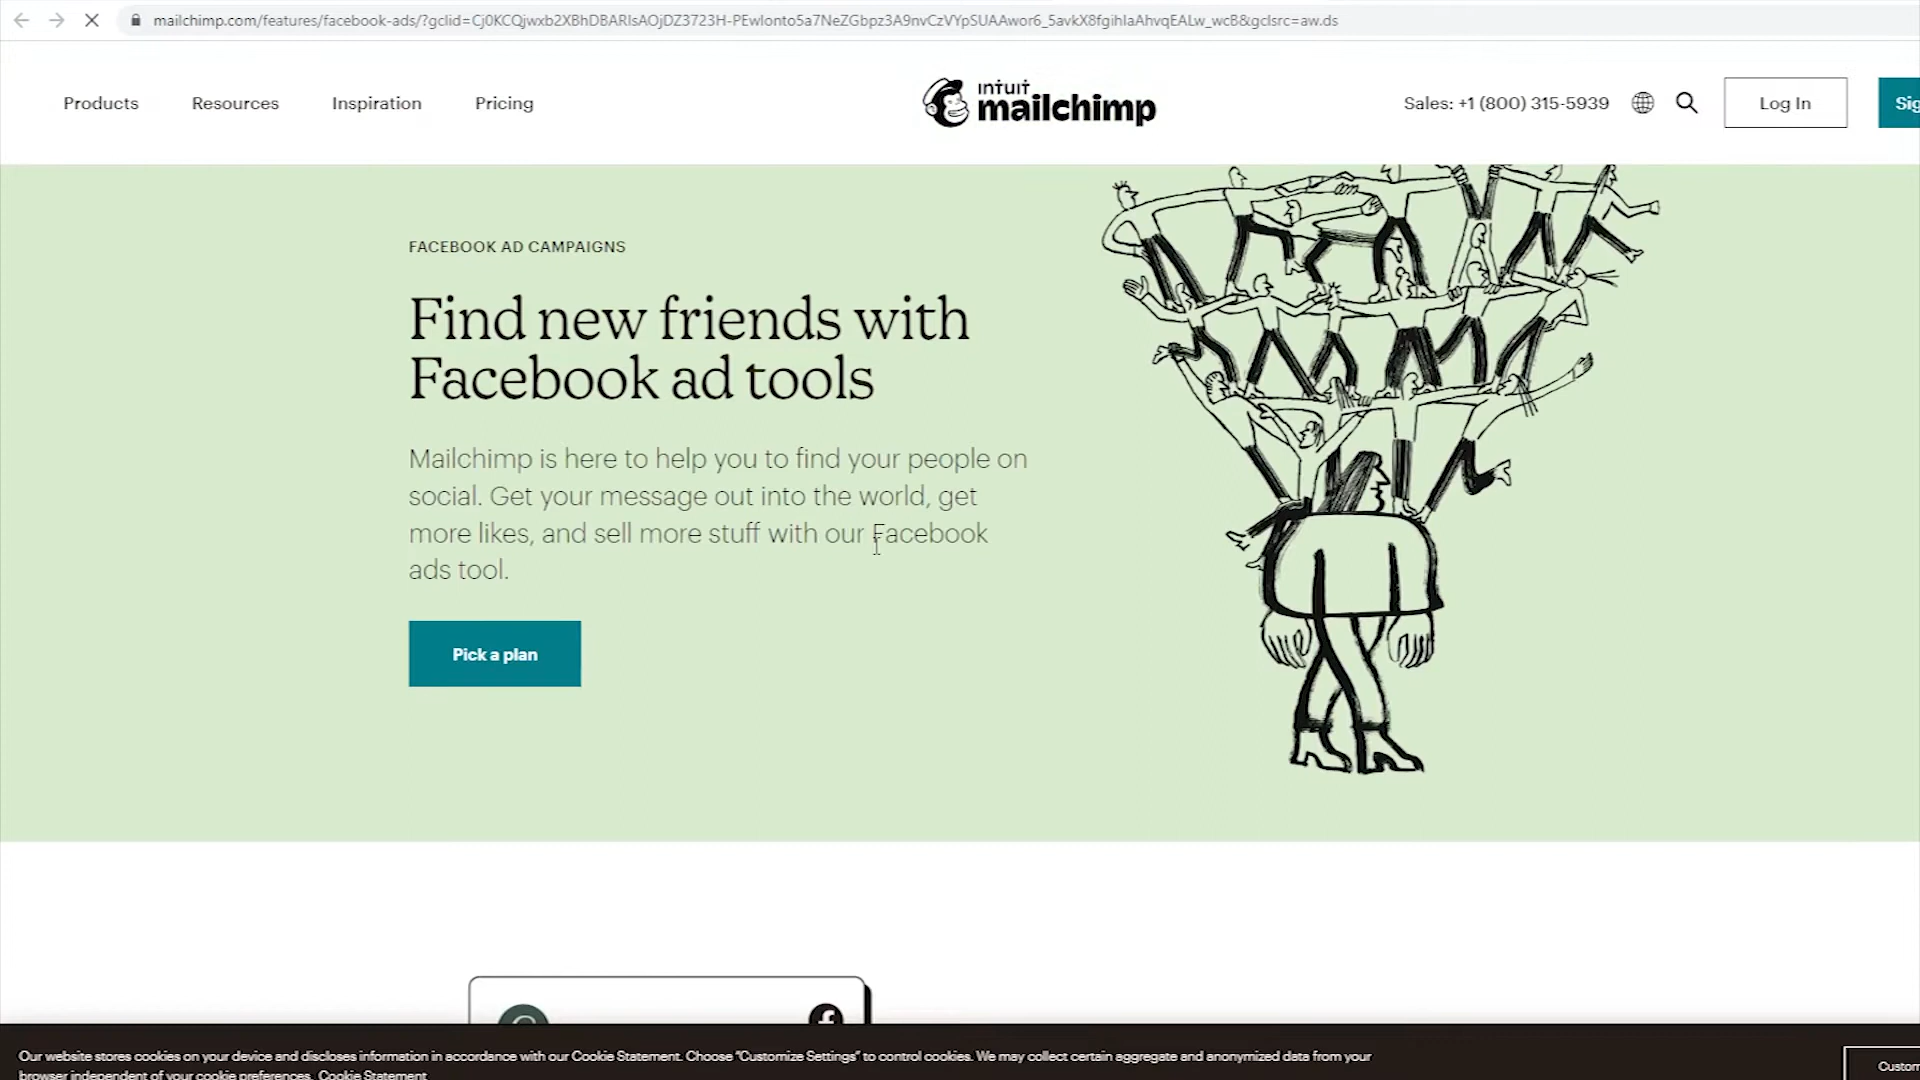 mailchimp.com/features/facebook-ads/?gclid=Cj0KCQjwxb2XBhDBARIsAOjDZ3723H-PEwlonto5a7NeZGbpz3A9nvCzVYpSUAAwor6_5avkX8fgihIaAhvqEALw_wcB&gclsrc=aw.ds
Products Resources Inspiration Pricing
INTUIT
mailchimp
Sales: +1 (800) 315-5939
Log In
Sig
FACEBOOK AD CAMPAIGNS
Find new friends with
Facebook ad tools
Mailchimp is here to help you to find your people on
social. Get your message out into the world, get
more likes, and sell more stuff with our Facebook
ads tool.
Pick a plan
Our website stores cookies on your device and discloses information in accordance with our Cookie Statement. Choose "Customize Settings" to control cookies. We may collect certain aggregate and anonymized data from your
browser independent of your cookie preferences. Cookie Statement
Custom